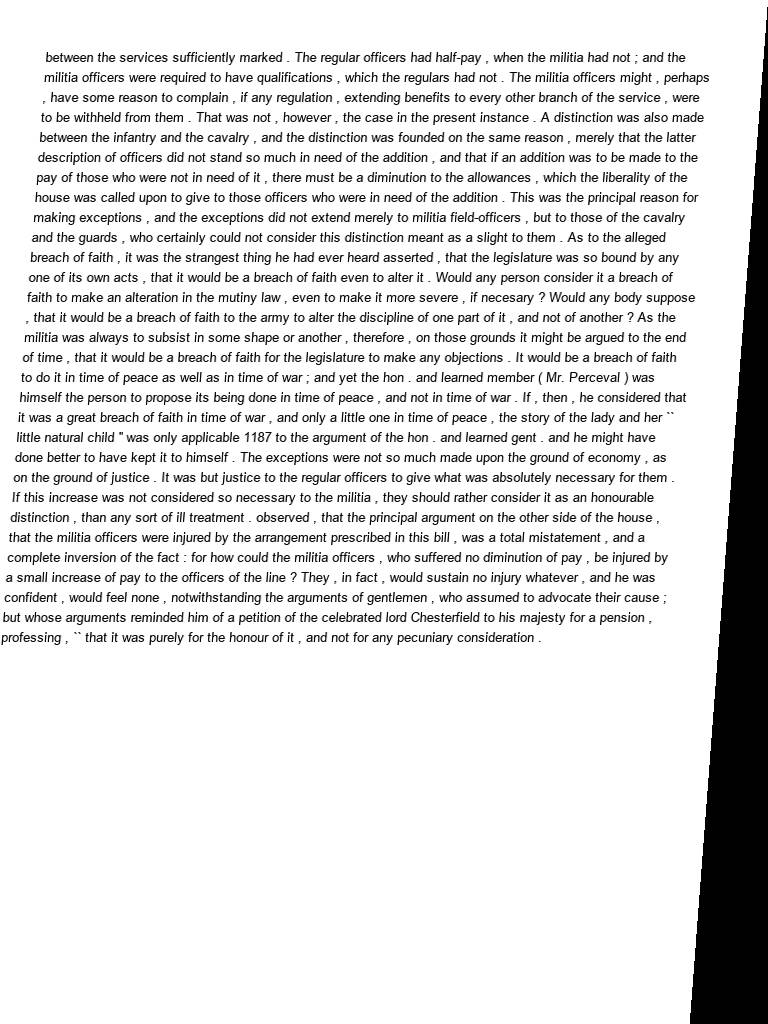 between the services sufficiently marked . The regular officers had half-pay , when the militia had not ; and the
militia officers were required to have qualifications , which the regulars had not . The militia officers might , perhaps
, have some reason to complain , if any regulation , extending benefits to every other branch of the service , were
to be withheld from them . That was not , however , the case in the present instance . A distinction was also made
between the infantry and the cavalry , and the distinction was founded on the same reason , merely that the latter
description of officers did not stand so much in need of the addition , and that if an addition was to be made to the
pay of those who were not in need of it , there must be a diminution to the allowances , which the liberality of the
house was called upon to give to those officers who were in need of the addition . This was the principal reason for
making exceptions , and the exceptions did not extend merely to militia field-officers , but to those of the cavalry
and the guards , who certainly could not consider this distinction meant as a slight to them . As to the alleged
breach of faith , it was the strangest thing he had ever heard asserted , that the legislature was so bound by any
one of its own acts , that it would be a breach of faith even to alter it . Would any person consider it a breach of
faith to make an alteration in the mutiny law , even to make it more severe , if necesary ? Would any body suppose
, that it would be a breach of faith to the army to alter the discipline of one part of it , and not of another ? As the
militia was always to subsist in some shape or another , therefore , on those grounds it might be argued to the end
of time , that it would be a breach of faith for the legislature to make any objections . It would be a breach of faith
to do it in time of peace as well as in time of war ; and yet the hon . and learned member ( Mr. Perceval ) was
himself the person to propose its being done in time of peace , and not in time of war . If , then , he considered that
it was a great breach of faith in time of war , and only a little one in time of peace , the story of the lady and her ``
little natural child '' was only applicable 1187 to the argument of the hon . and learned gent . and he might have
done better to have kept it to himself . The exceptions were not so much made upon the ground of economy , as
on the ground of justice . It was but justice to the regular officers to give what was absolutely necessary for them .
If this increase was not considered so necessary to the militia , they should rather consider it as an honourable
distinction , than any sort of ill treatment . observed , that the principal argument on the other side of the house ,
that the militia officers were injured by the arrangement prescribed in this bill , was a total mistatement , and a
complete inversion of the fact : for how could the militia officers , who suffered no diminution of pay , be injured by
a small increase of pay to the officers of the line ? They , in fact , would sustain no injury whatever , and he was
confident , would feel none , notwithstanding the arguments of gentlemen , who assumed to advocate their cause ;
but whose arguments reminded him of a petition of the celebrated lord Chesterfield to his majesty for a pension ,
professing , `` that it was purely for the honour of it , and not for any pecuniary consideration .